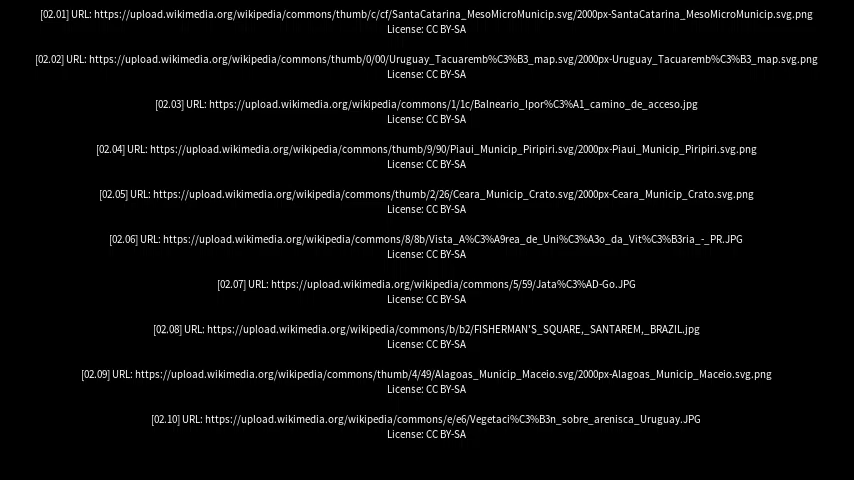 [02.01] URL: https://upload.wikimedia.org/wikipedia/commons/thumb/c/cf/SantaCatarina_MesoMicroMunicip.svg/2000px-SantaCatarina_MesoMicroMunicip.svg.png
License: CC BY-SA
[02.02] URL: https://upload.wikimedia.org/wikipedia/commons/thumb/0/00/Uruguay_Tacuaremb%C3%B3_map.svg/2000px-Uruguay_Tacuaremb%C3%B3_map.svg.png
License: CC BY-SA
[02.03] URL: https://upload.wikimedia.org/wikipedia/commons/1/1c/Balneario_Ipor%C3%A1_camino_de_acceso.jpg
License: CC BY-SA
[02.04] URL: https://upload.wikimedia.org/wikipedia/commons/thumb/9/90/Piaui_Municip_Piripiri.svg/2000px-Piaui_Municip_Piripiri.svg.png
License: CC BY-SA
[02.05] URL: https://upload.wikimedia.org/wikipedia/commons/thumb/2/26/Ceara_Municip_Crato.svg/2000px-Ceara_Municip_Crato.svg.png
License: CC BY-SA
[02.06] URL: https://upload.wikimedia.org/wikipedia/commons/8/8b/Vista_A%C3%A9rea_de_Uni%C3%A3o_da_Vit%C3%B3ria_-_PR.JPG
License: CC BY-SA
[02.07] URL: https://upload.wikimedia.org/wikipedia/commons/5/59/Jata%C3%AD-Go.JPG
License: CC BY-SA
[02.08] URL: https://upload.wikimedia.org/wikipedia/commons/b/b2/FISHERMAN'S_SQUARE,_SANTAREM,_BRAZIL.jpg
License: CC BY-SA
[02.09] URL: https://upload.wikimedia.org/wikipedia/commons/thumb/4/49/Alagoas_Municip_Maceio.svg/2000px-Alagoas_Municip_Maceio.svg.png
License: CC BY-SA
[02.10] URL: https://upload.wikimedia.org/wikipedia/commons/e/e6/Vegetaci%C3%B3n_sobre_arenisca_Uruguay.JPG
License: CC BY-SA